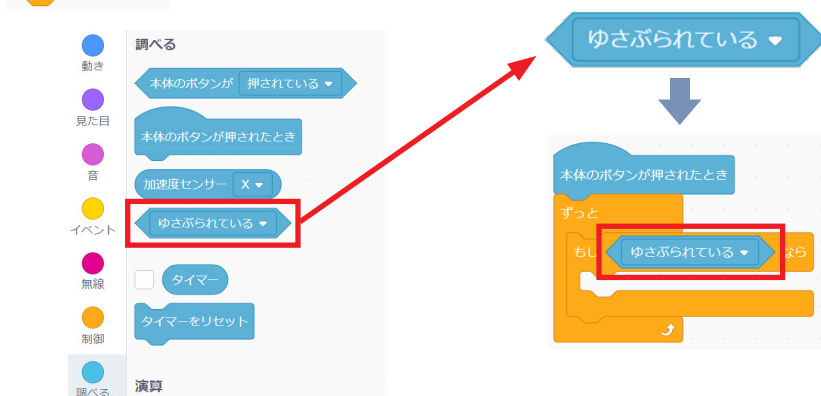 調べる
動き
本体のボタンが 押されている
見た目
本体のボタンが押されたとき
音
加速度センサー X
イベント
ゆさぶられている
無線
タイマー
タイマーをリセット
制御
調べる
演算
ゆさぶられている
本体のボタンが押されたとき
ずっと
もし ゆさぶられている なら